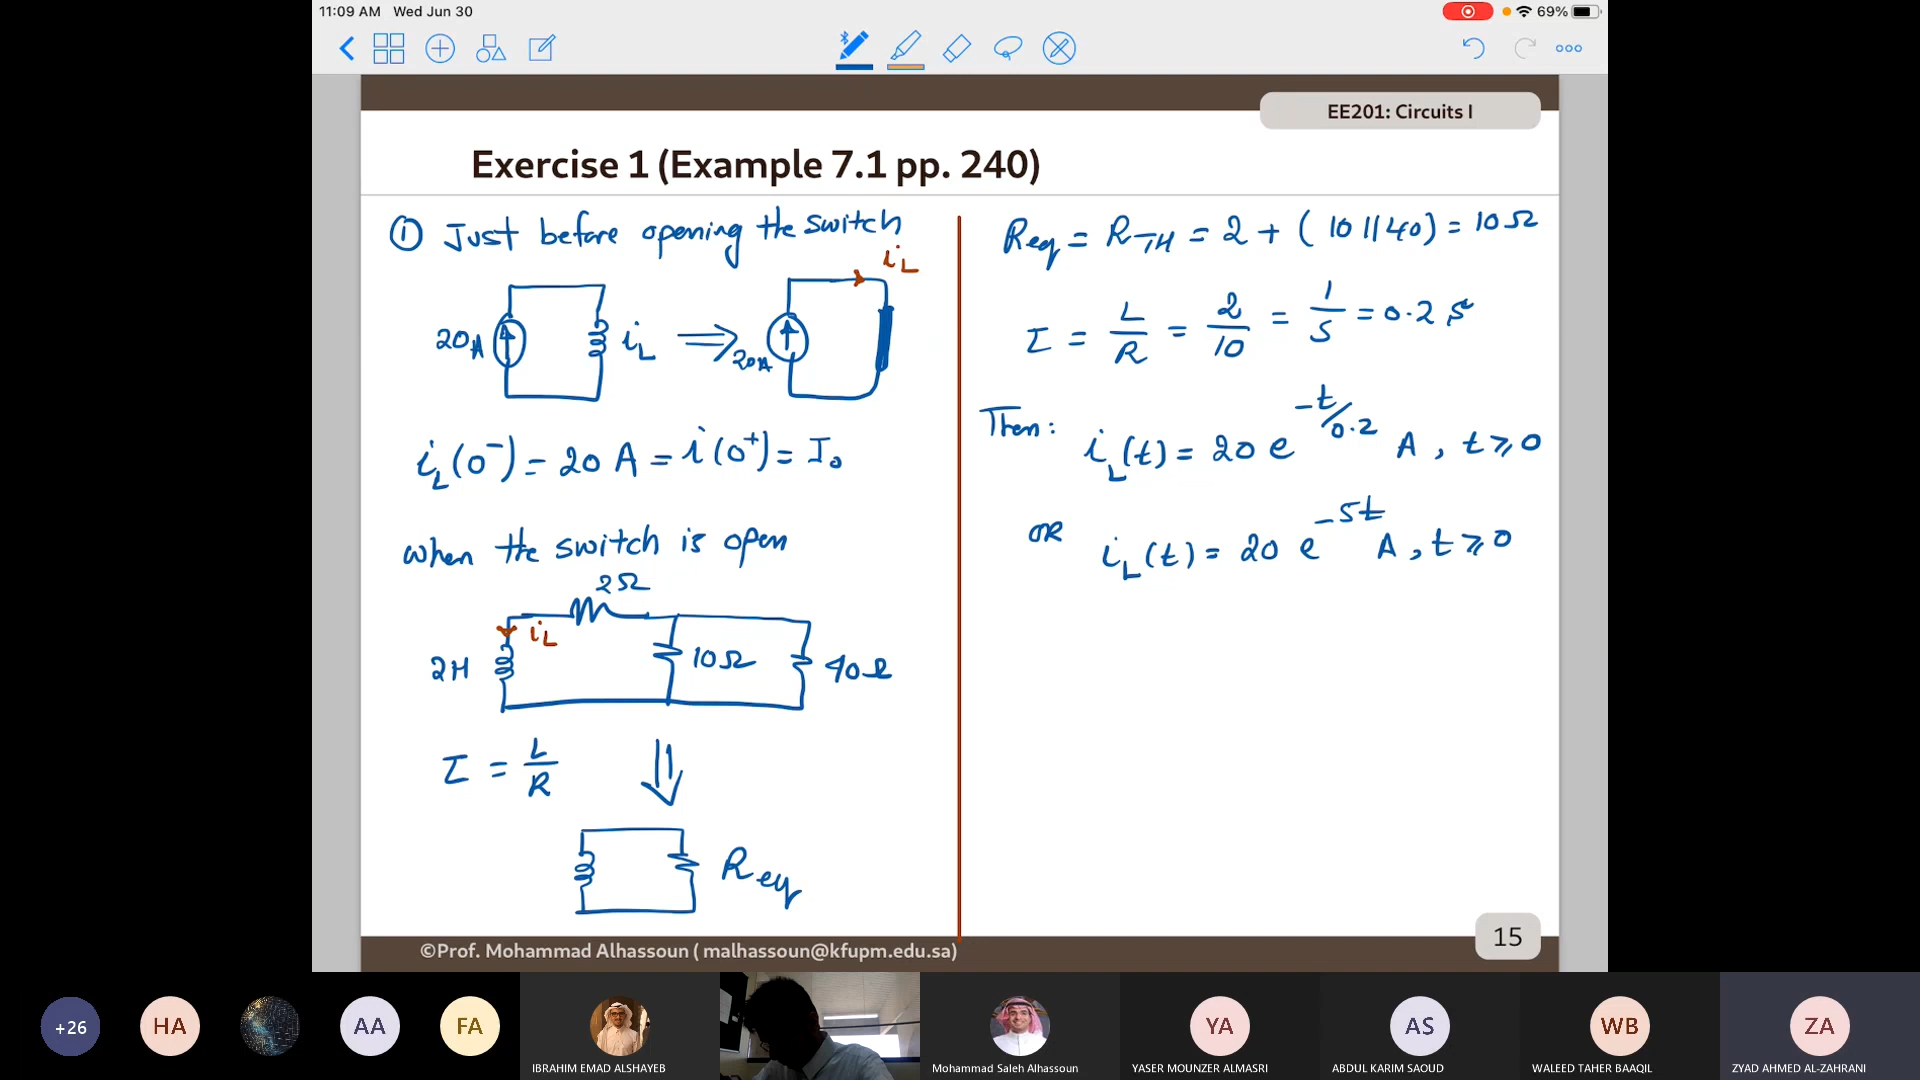 11:09 AM Wed Jun 30
69%
EE201: Circuits I
Exercise 1 (Example 7.1 pp. 240)
① Just before opening the switch
iL
20A iL ⇒ 20A
iL(0⁻) = 20 A = i(0⁺) = I₀
when the switch is open
2Ω
iL
2H 10Ω 40Ω
τ = L/R
Req
Req = RTH = 2 + (10||40) = 10Ω
τ = L/R = 2/10 = 1/5 = 0.2 s
Then: iL(t) = 20 e^(-t/0.2) A, t ≥ 0
OR iL(t) = 20 e^(-5t) A, t ≥ 0
©Prof. Mohammad Alhassoun ( malhassoun@kfupm.edu.sa)
15
+26
HA
AA
FA
YA
AS
WB
ZA
IBRAHIM EMAD ALSHAYEB
Mohammad Saleh Alhassoun
YASER MOUNZER ALMASRI
ABDUL KARIM SAOUD
WALEED TAHER BAAQIL
ZYAD AHMED AL-ZAHRANI